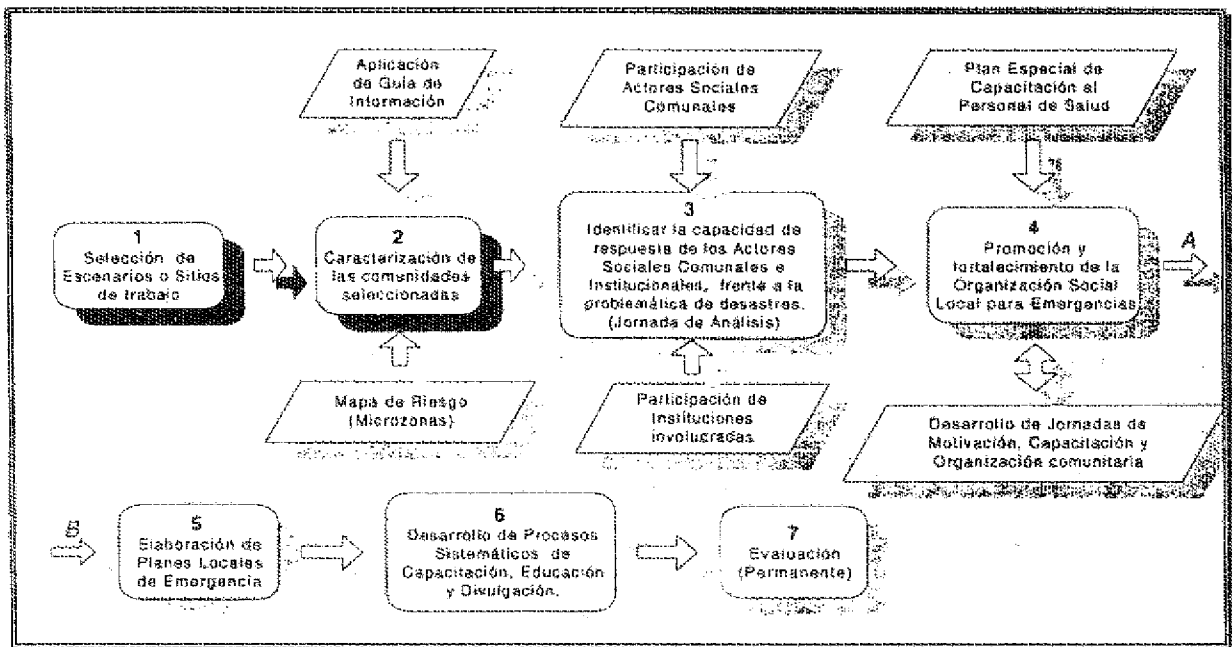 Aplicación
de Guía de
Información
Participación de
Actores Sociales
Comunales
Plan Especial de
Capacitación al
Personal de Salud
1
Selección de
Escenarios o Sitios
de trabajo
2
Caracterización de
las comunidades
seleccionadas
3
Identificar la capacidad de
respuesta de los Actores
Sociales Comunales e
Institucionales, frente a la
problemática de desastres.
(Jornada de Análisis)
4
Promoción y
fortalecimiento de la
Organización Social
Local para Emergencias
A
Mapa de Riesgo
(Microzonas)
Participación de
Instituciones
involucradas
Desarrollo de Jornadas de
Motivación, Capacitación y
Organización comunitaria
B
5
Elaboración de
Planes Locales
de Emergencia
6
Desarrollo de Procesos
Sistemáticos de
Capacitación, Educación
y Divulgación.
7
Evaluación
(Permanente)